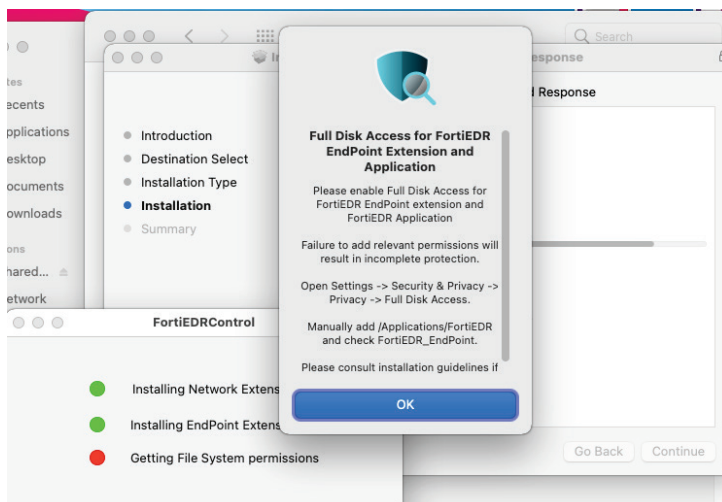 Search
esponse
tes
ecents
pplications
esktop
ocuments
ownloads
ons
hared...
etwork
Introduction
Destination Select
Installation Type
Installation
Summary
d Response
Full Disk Access for FortiEDR
EndPoint Extension and
Application
Please enable Full Disk Access for
FortiEDR EndPoint extension and
FortiEDR Application
Failure to add relevant permissions will
result in incomplete protection.
Open Settings -> Security & Privacy ->
Privacy -> Full Disk Access.
Manually add /Applications/FortiEDR
and check FortiEDR_EndPoint.
Please consult installation guidelines if
OK
FortiEDRControl
Installing Network Extens
Installing EndPoint Extens
Getting File System permissions
Go Back
Continue